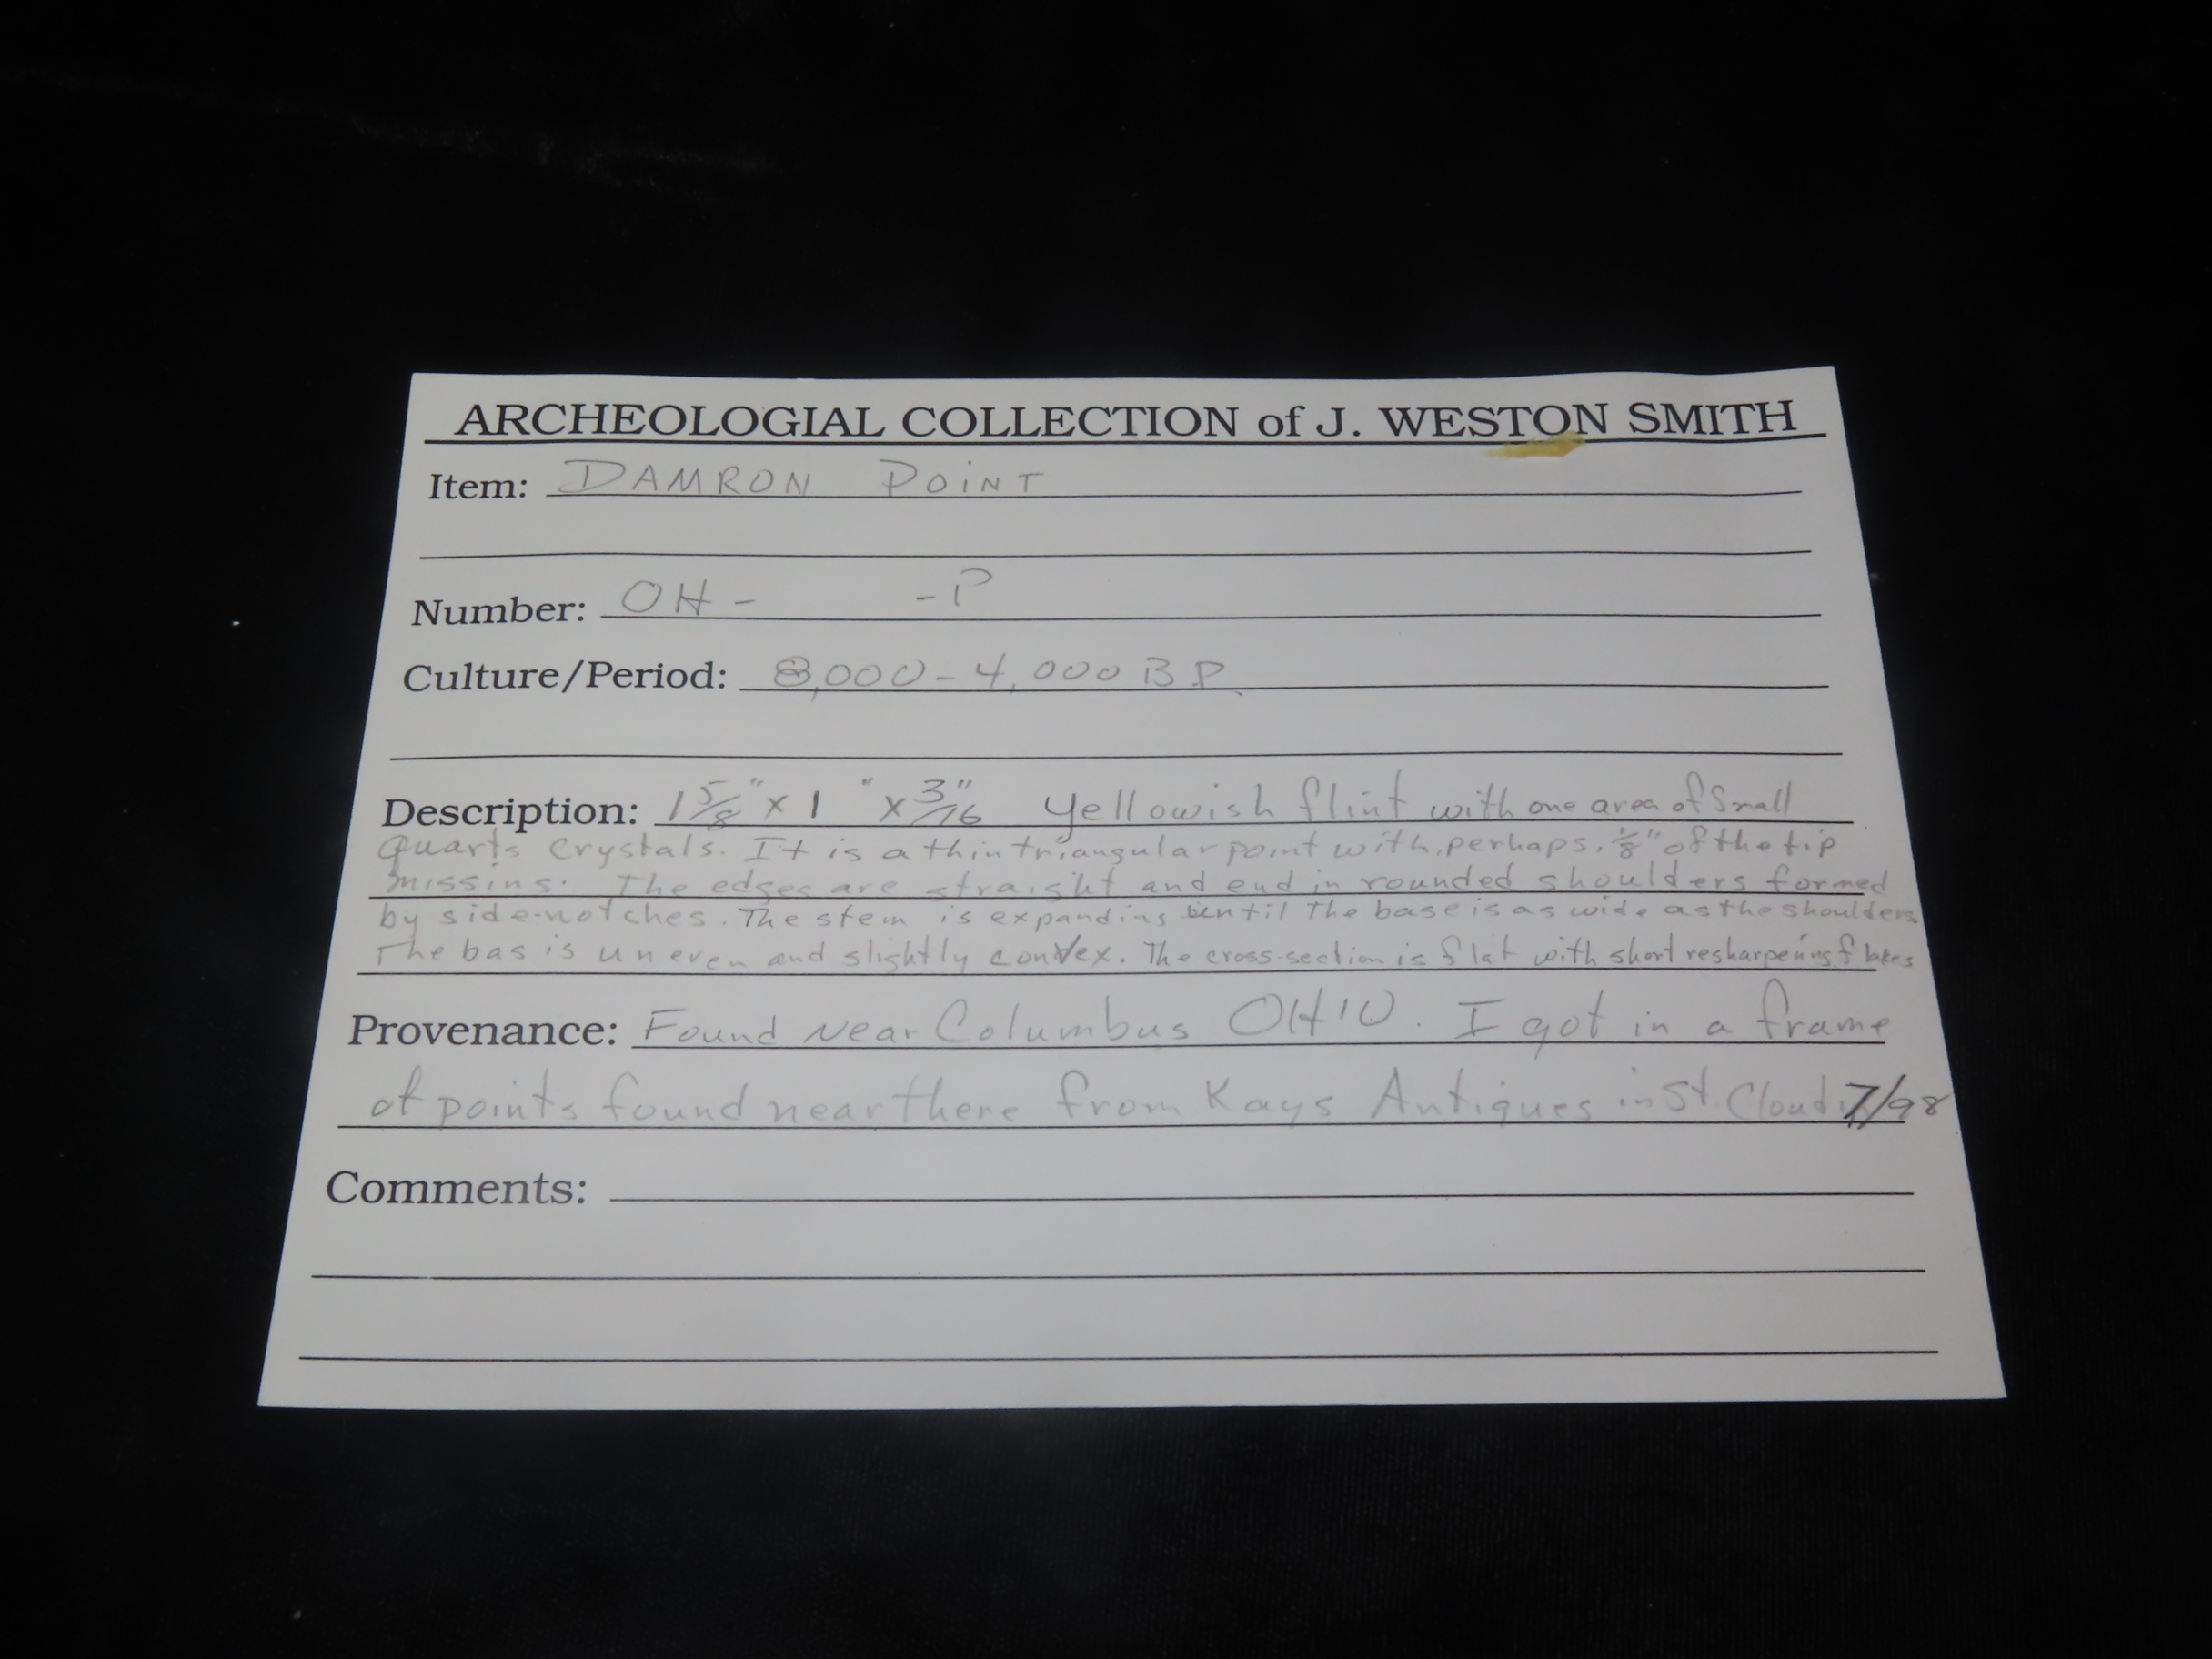 ARCHEOLOGIAL COLLECTION of J. WESTON SMITH
Item: DAMRON POINT
Number: OH- -P
Culture/Period: 8,000-4,000 BP.
Description: 1 5/8" x 1 " x 3/16" Yellowish flint with one area of small
quarts crystals. It is a thin triangular point with, perhaps, 1/8" of the tip
missing. The edges are straight and end in rounded shoulders formed
by side-notches. The stem is expanding until the base is as wide as the shoulders.
The bas is uneven and slightly convex. The cross-section is flat with short resharpening flakes
Provenance: Found Near Columbus OHIO. I got in a frame
of points found near there from Kays Antiques in St. Cloud 7/98
Comments: